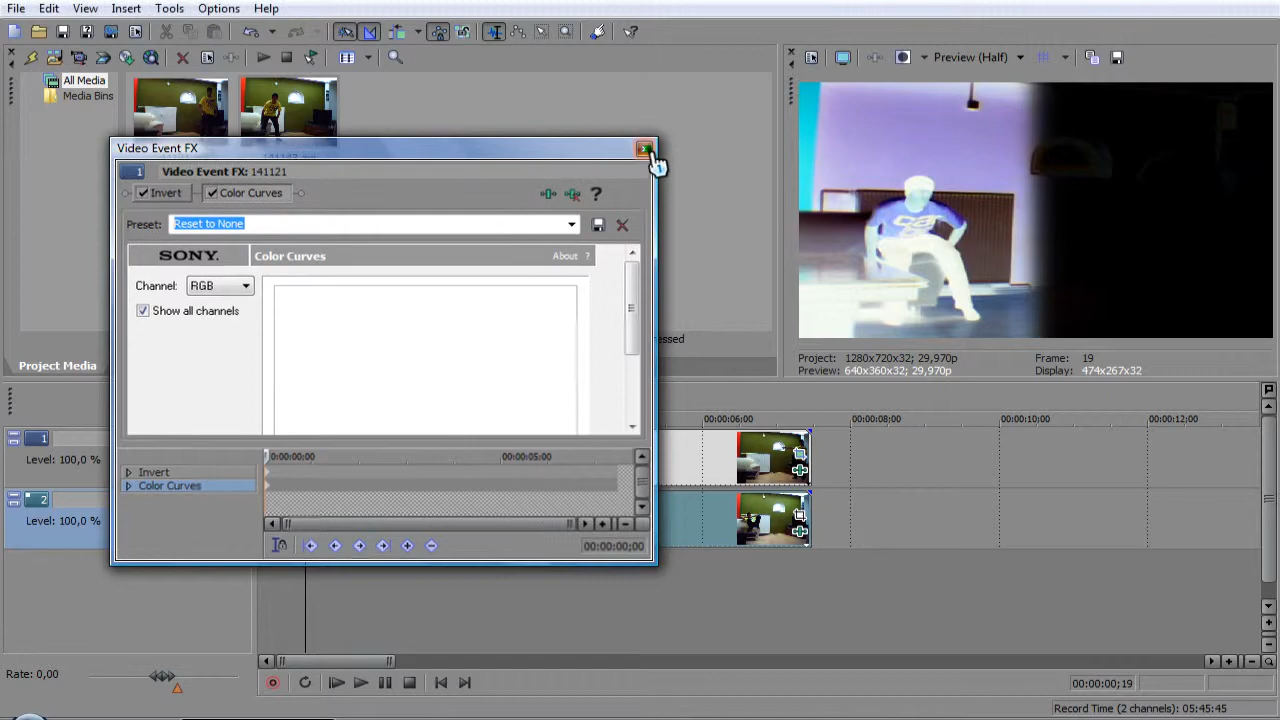 File Edit View Insert Tools Options Help
Preview (Half)
All Media
Media Bins
Video Event FX
Video Event FX: 141121
Invert
Color Curves
Preset: Reset to None
SONY. Color Curves About ?
Channel: RGB
Show all channels
Project Media
Project: 1280x720x32; 29,970p Frame: 19
Preview: 640x360x32; 29,970p Display: 474x267x32
00:00:06;00 00:00:08;00 00:00:10;00 00:00:12;00
1
Level: 100,0 %
2
Level: 100,0 %
0:00:00:00 00:00:05:00
Invert
Color Curves
00:00:00;00
Rate: 0,00
00:00:00;19
Record Time (2 channels): 05:45:45